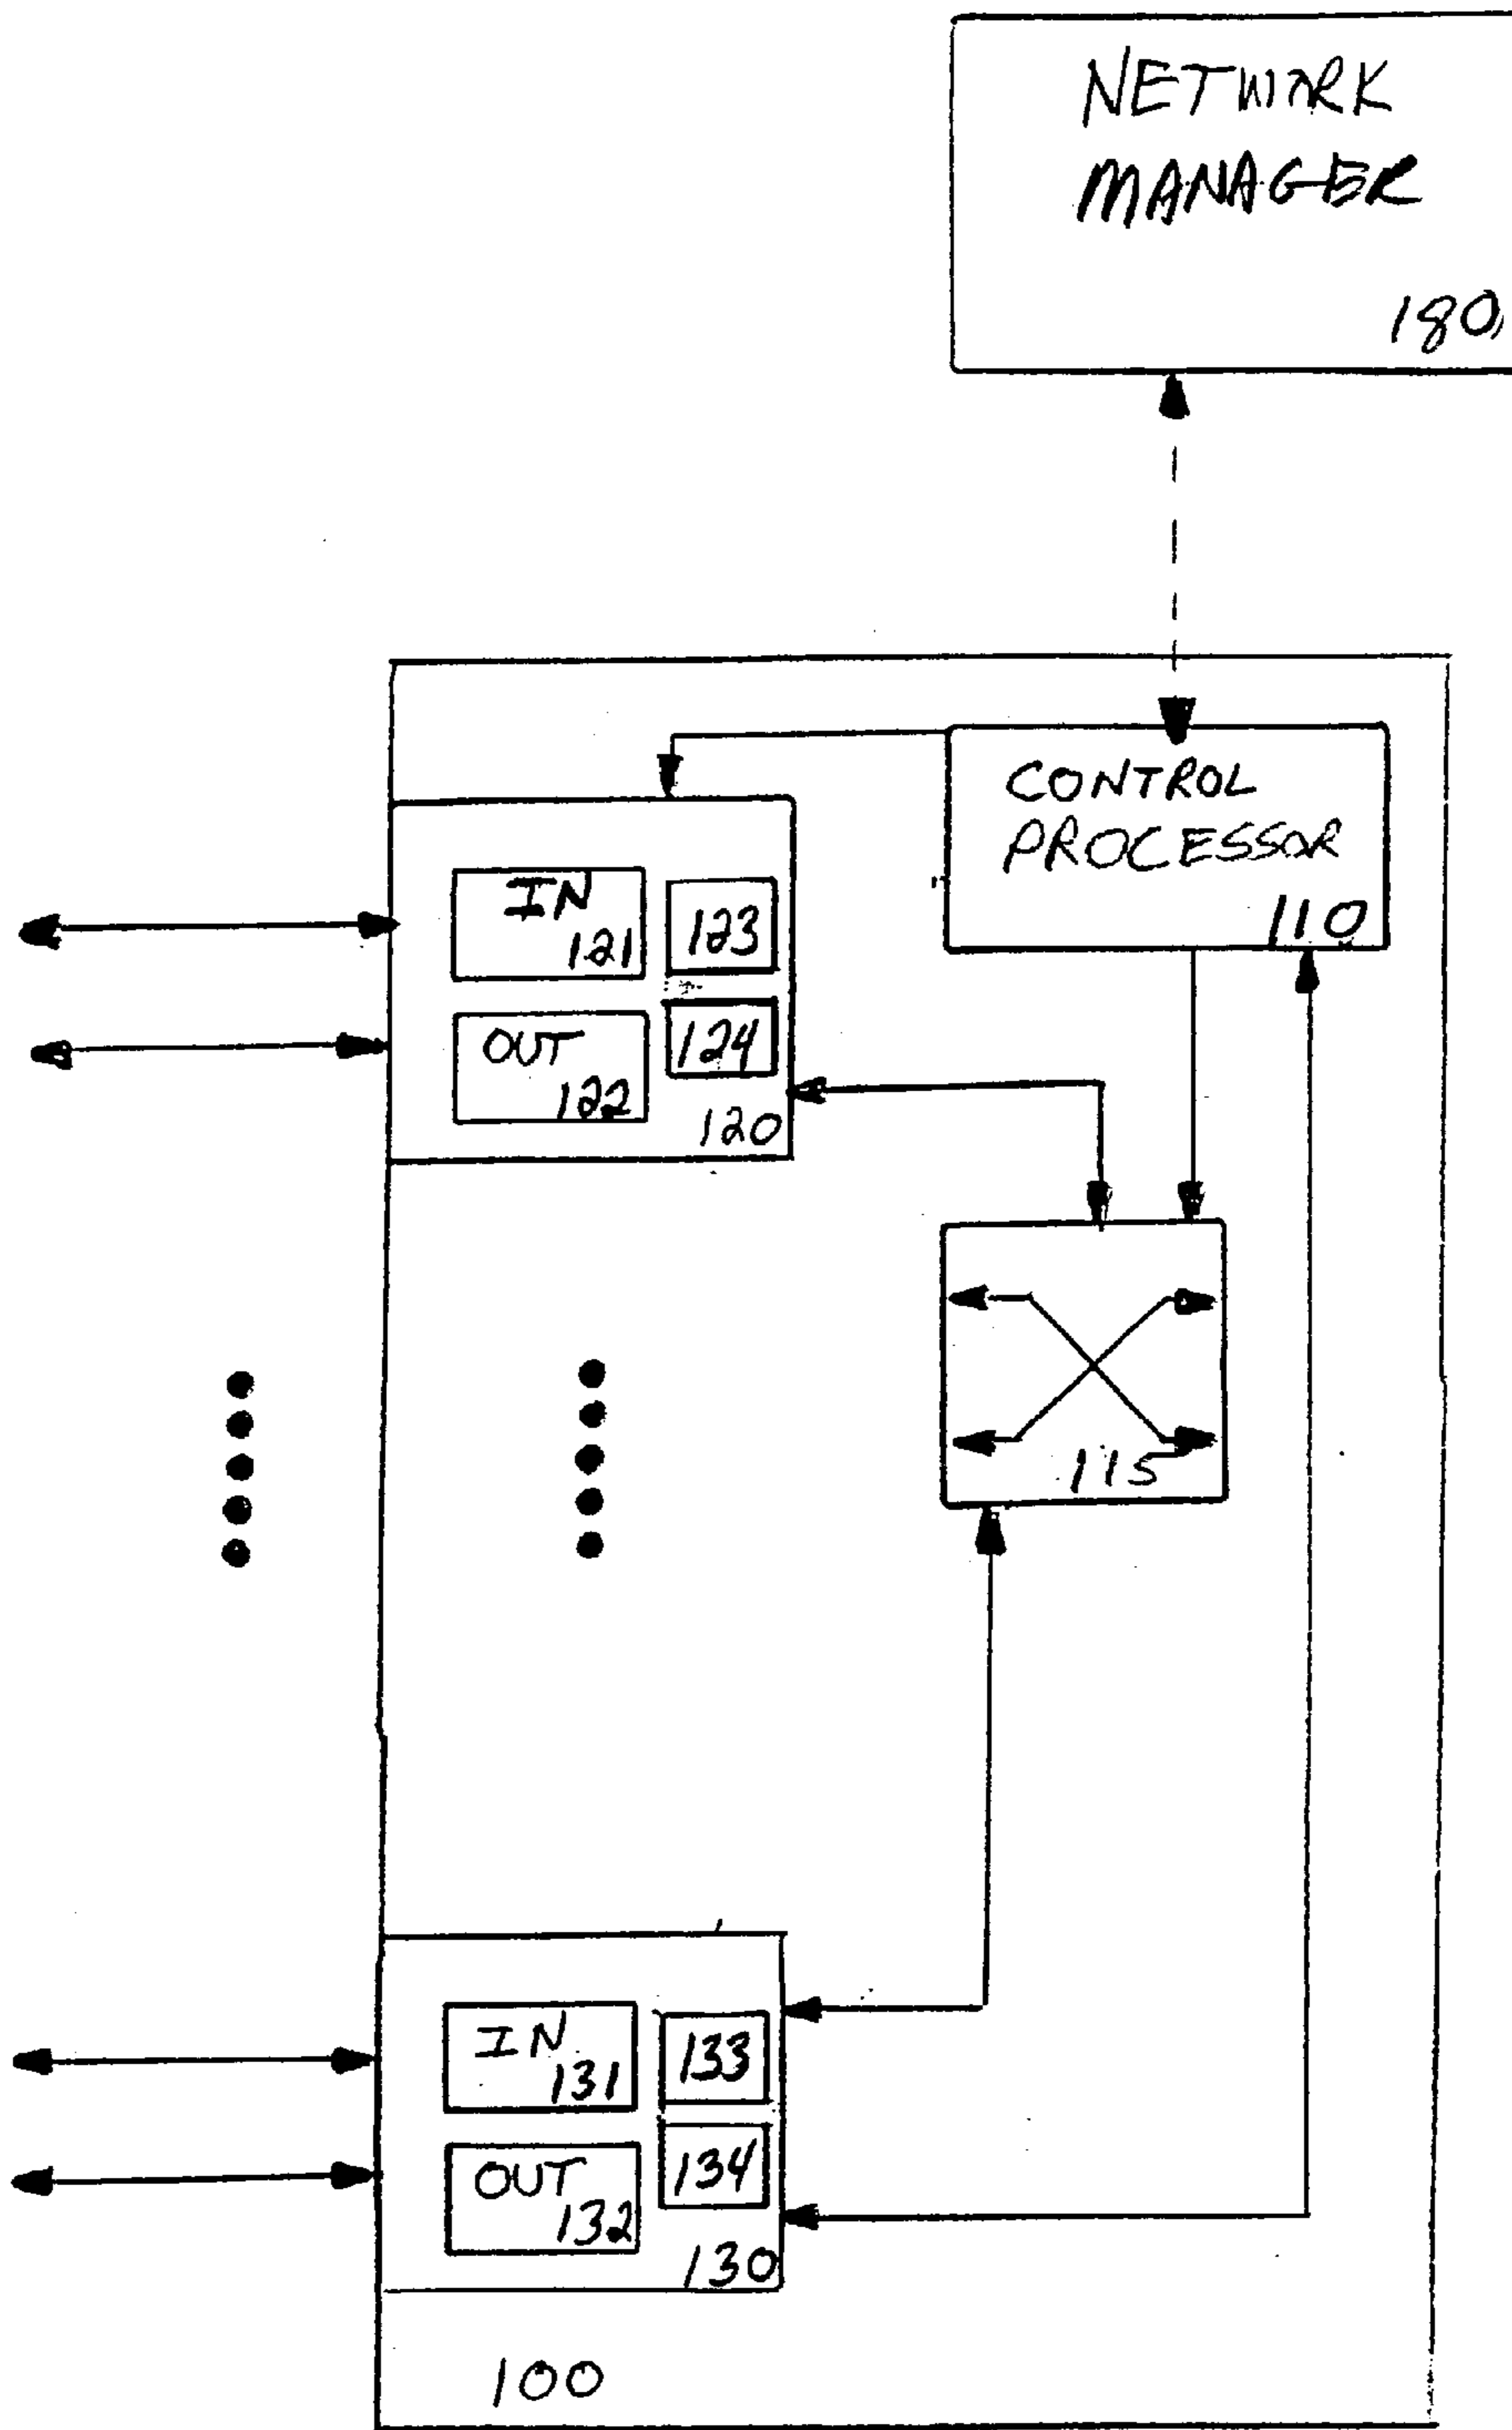 NETWORK
MANAGER
180
CONTROL
PROCESSOR
110
IN
121
123
OUT
122
124
120
115
IN
131
133
OUT
132
134
130
100